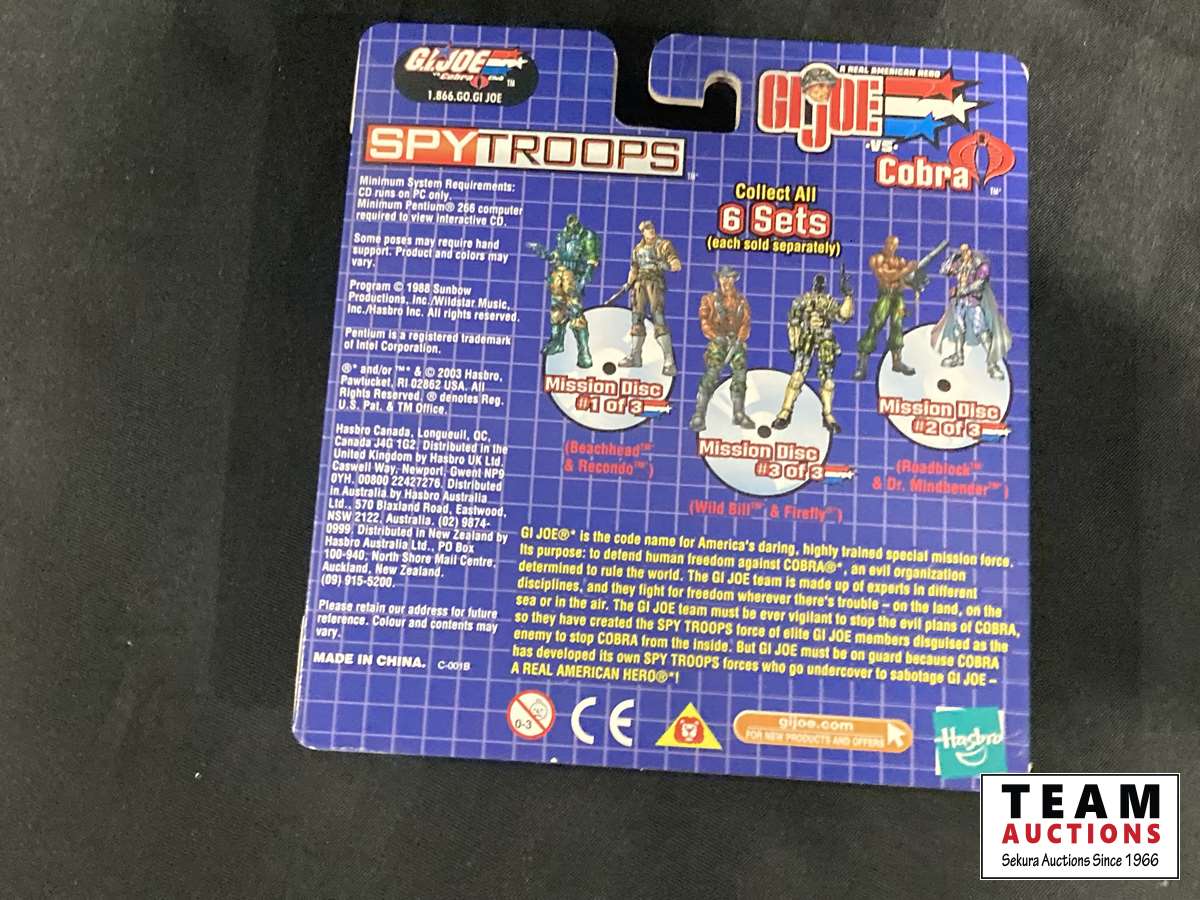 GI JOE
vs Cobra
TM
1.866.GO.GI JOE
SPYTROOPS
TM
A REAL AMERICAN HERO
GI JOE
·VS·
Cobra
TM
Minimum System Requirements:
CD runs on PC only.
Minimum Pentium® 266 computer
required to view interactive CD.
Some poses may require hand
support. Product and colors may
vary.
Program © 1988 Sunbow
Productions, Inc./Wildstar Music,
Inc./Hasbro Inc. All rights reserved.
Pentium is a registered trademark
of Intel Corporation.
®* and/or ™* & © 2003 Hasbro,
Pawtucket, RI 02862 USA. All
Rights Reserved. ® denotes Reg.
U.S. Pat. & TM Office.
Hasbro Canada, Longueuil, QC,
Canada J4G 1G2. Distributed in the
United Kingdom by Hasbro UK Ltd,
Caswell Way, Newport, Gwent NP9
0YH. 00800 22427276. Distributed
in Australia by Hasbro Australia
Ltd., 570 Blaxland Road, Eastwood,
NSW 2122, Australia. (02) 9874-
0999. Distributed in New Zealand by
Hasbro Australia Ltd., PO Box
100-940, North Shore Mail Centre,
Auckland, New Zealand.
(09) 915-5200.
Please retain our address for future
reference. Colour and contents may
vary.
MADE IN CHINA. C-001B
Collect All
6 Sets
(each sold separately)
Mission Disc
#1 of 3
(Beachhead™
& Recondo™)
Mission Disc
#3 of 3
(Wild Bill™ & Firefly™)
Mission Disc
#2 of 3
(Roadblock™
& Dr. Mindbender™)
GI JOE®* is the code name for America's daring, highly trained special mission force.
Its purpose: to defend human freedom against COBRA®*, an evil organization
determined to rule the world. The GI JOE team is made up of experts in different
disciplines, and they fight for freedom wherever there's trouble – on the land, on the
sea or in the air. The GI JOE team must be ever vigilant to stop the evil plans of COBRA,
so they have created the SPY TROOPS force of elite GI JOE members disguised as the
enemy to stop COBRA from the inside. But GI JOE must be on guard because COBRA
has developed its own SPY TROOPS forces who go undercover to sabotage GI JOE –
A REAL AMERICAN HERO®*!
0-3
CE
gijoe.com
FOR NEW PRODUCTS AND OFFERS
Hasbro
TEAM
AUCTIONS
Sekura Auctions Since 1966